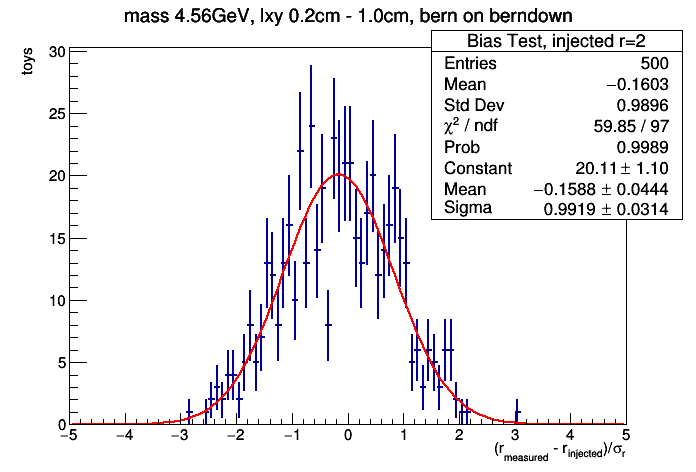 mass 4.56GeV, lxy 0.2cm - 1.0cm, bern on berndown
Bias Test, injected r=2
Entries 500
Mean −0.1603
Std Dev 0.9896
χ² / ndf 59.85 / 97
Prob 0.9989
Constant 20.11 ± 1.10
Mean −0.1588 ± 0.0444
Sigma 0.9919 ± 0.0314
toys
30
25
20
15
10
5
0
−5 −4 −3 −2 −1 0 1 2 3 4 5
(r_measured - r_injected)/σ_r